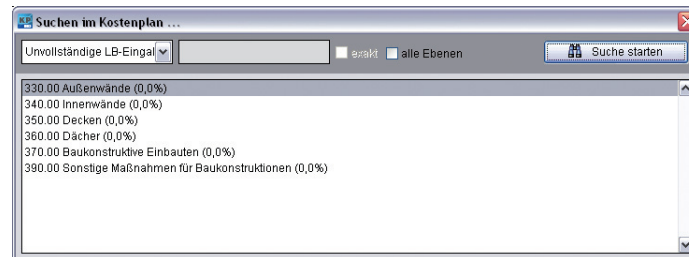 KP Suchen im Kostenplan ...
Unvollständige LB-Eingal exakt alle Ebenen Suche starten
330.00 Außenwände (0,0%)
340.00 Innenwände (0,0%)
350.00 Decken (0,0%)
360.00 Dächer (0,0%)
370.00 Baukonstruktive Einbauten (0,0%)
390.00 Sonstige Maßnahmen für Baukonstruktionen (0,0%)